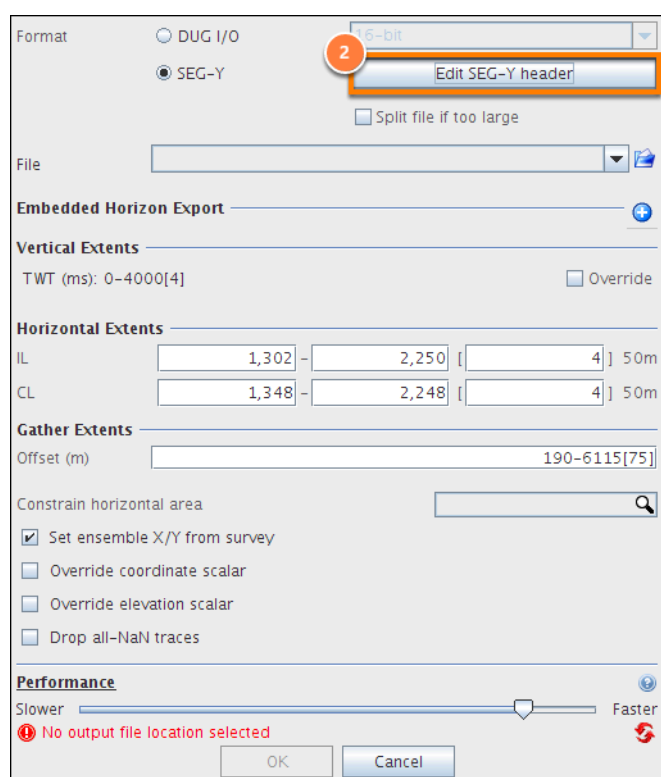 Format DUG I/O 16-bit
2
SEG-Y Edit SEG-Y header
Split file if too large
File
Embedded Horizon Export
Vertical Extents
TWT (ms): 0-4000[4] Override
Horizontal Extents
IL 1,302 - 2,250 [ 4 ] 50m
CL 1,348 - 2,248 [ 4 ] 50m
Gather Extents
Offset (m) 190-6115[75]
Constrain horizontal area
Set ensemble X/Y from survey
Override coordinate scalar
Override elevation scalar
Drop all-NaN traces
Performance
Slower Faster
No output file location selected
OK Cancel